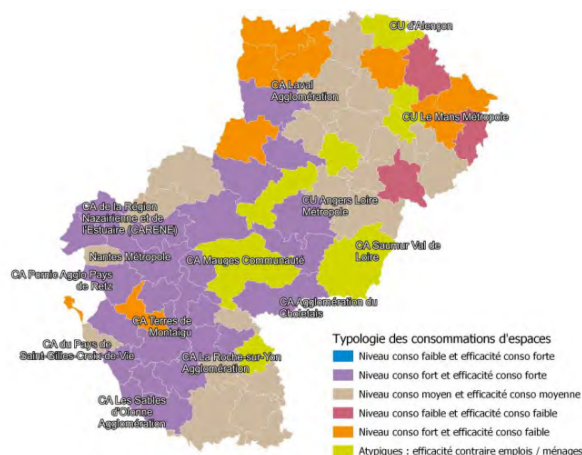 CU d'Alençon
CA Laval
Agglomération
CU Le Mans Métropole
CA de la Région
Nazairienne et de
l'Estuaire (CARENE)
CU Angers Loire
Métropole
Nantes Métropole
CA Mauges Communauté
CA Saumur Val de
Loire
CA Pornic Agglo Pays
de Retz
CA Agglomération du
Choletais
CA Terres de
Montaigu
CA du Pays de
Saint-Gilles-Croix-de-Vie
CA La Roche-sur-Yon
Agglomération
CA Les Sables
d'Olonne
Agglomération
Typologie des consommations d'espaces
Niveau conso faible et efficacité conso forte
Niveau conso fort et efficacité conso forte
Niveau conso moyen et efficacité conso moyenne
Niveau conso faible et efficacité conso faible
Niveau conso fort et efficacité conso faible
Atypiques : efficacité contraire emplois / ménages